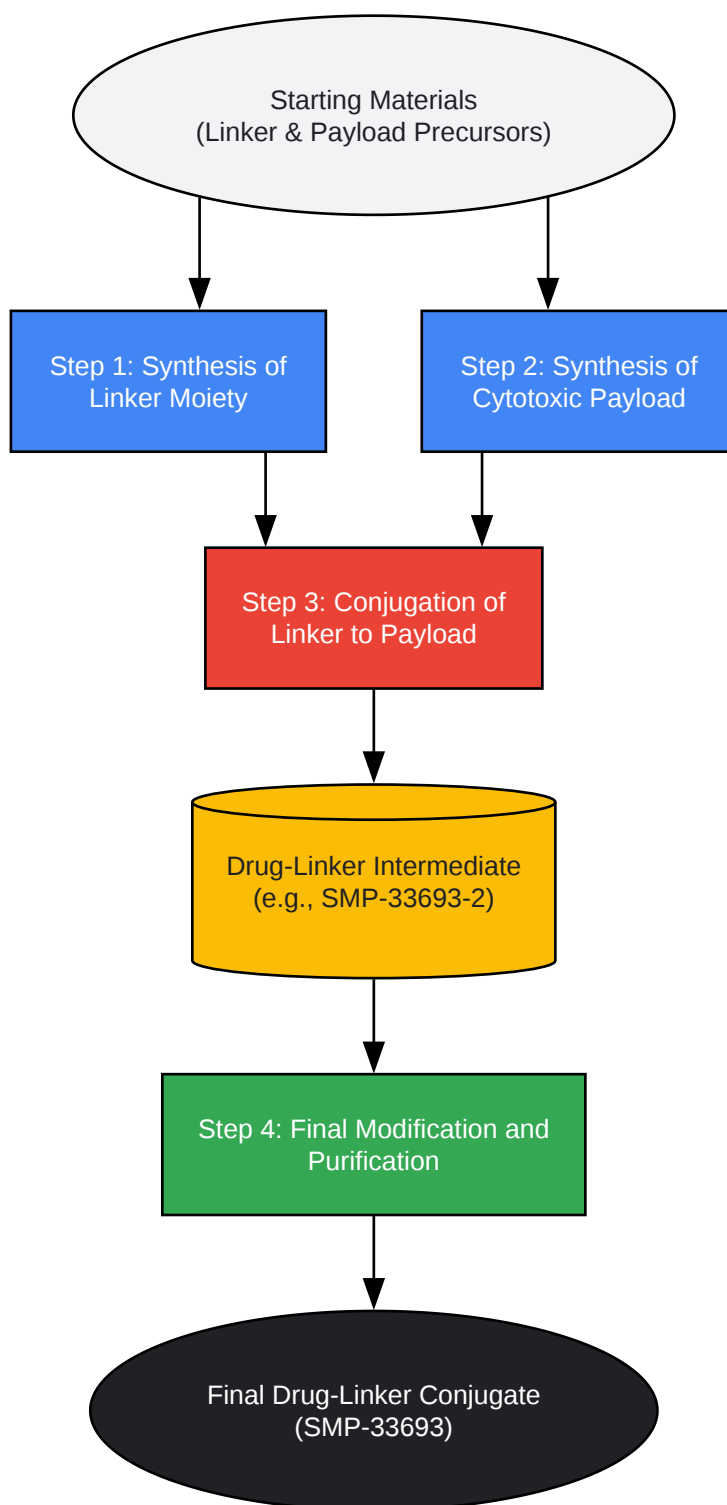 Starting Materials
(Linker & Payload Precursors)
Step 1: Synthesis of
Linker Moiety
Step 2: Synthesis of
Cytotoxic Payload
Step 3: Conjugation of
Linker to Payload
Drug-Linker Intermediate
(e.g., SMP-33693-2)
Step 4: Final Modification and
Purification
Final Drug-Linker Conjugate
(SMP-33693)